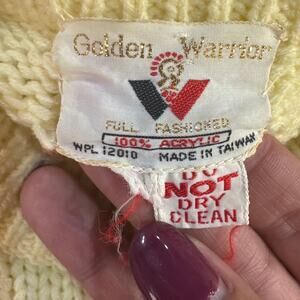 Golden Warrior
FULL FASHIONED
100% ACRYLIC
WPL 12010 MADE IN TAIWAN
DO
NOT
DRY
CLEAN